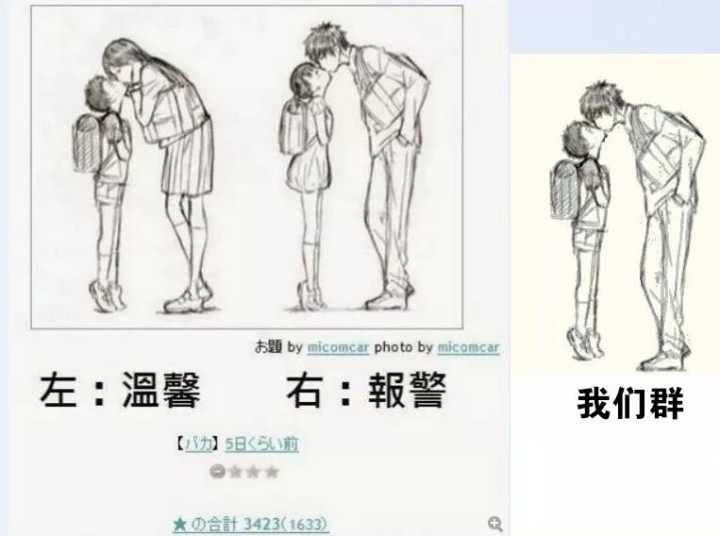 お題 by micomcar photo by micomcar
左：溫馨 右：報警
【バカ】 5日くらい前
★の合計 3423(1633)
我们群